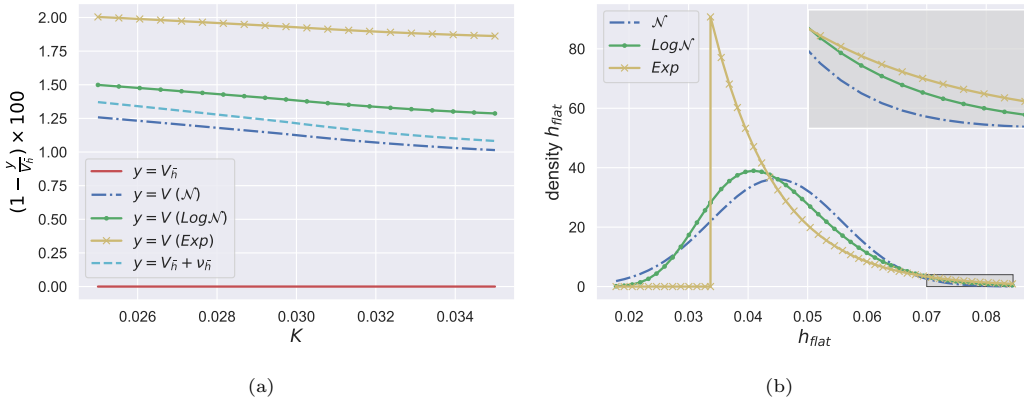 2.00
1.75
1.50
1.25
1.00
0.75
0.50
0.25
0.00
(1 − y/V_h̄) × 100
y = V_h̄
y = V (𝒩)
y = V (Log𝒩)
y = V (Exp)
y = V_h̄ + ν_h̄
0.026 0.028 0.030 0.032 0.034
K
(a)
80
60
40
20
0
density h_flat
𝒩
Log𝒩
Exp
0.02 0.03 0.04 0.05 0.06 0.07 0.08
h_flat
(b)